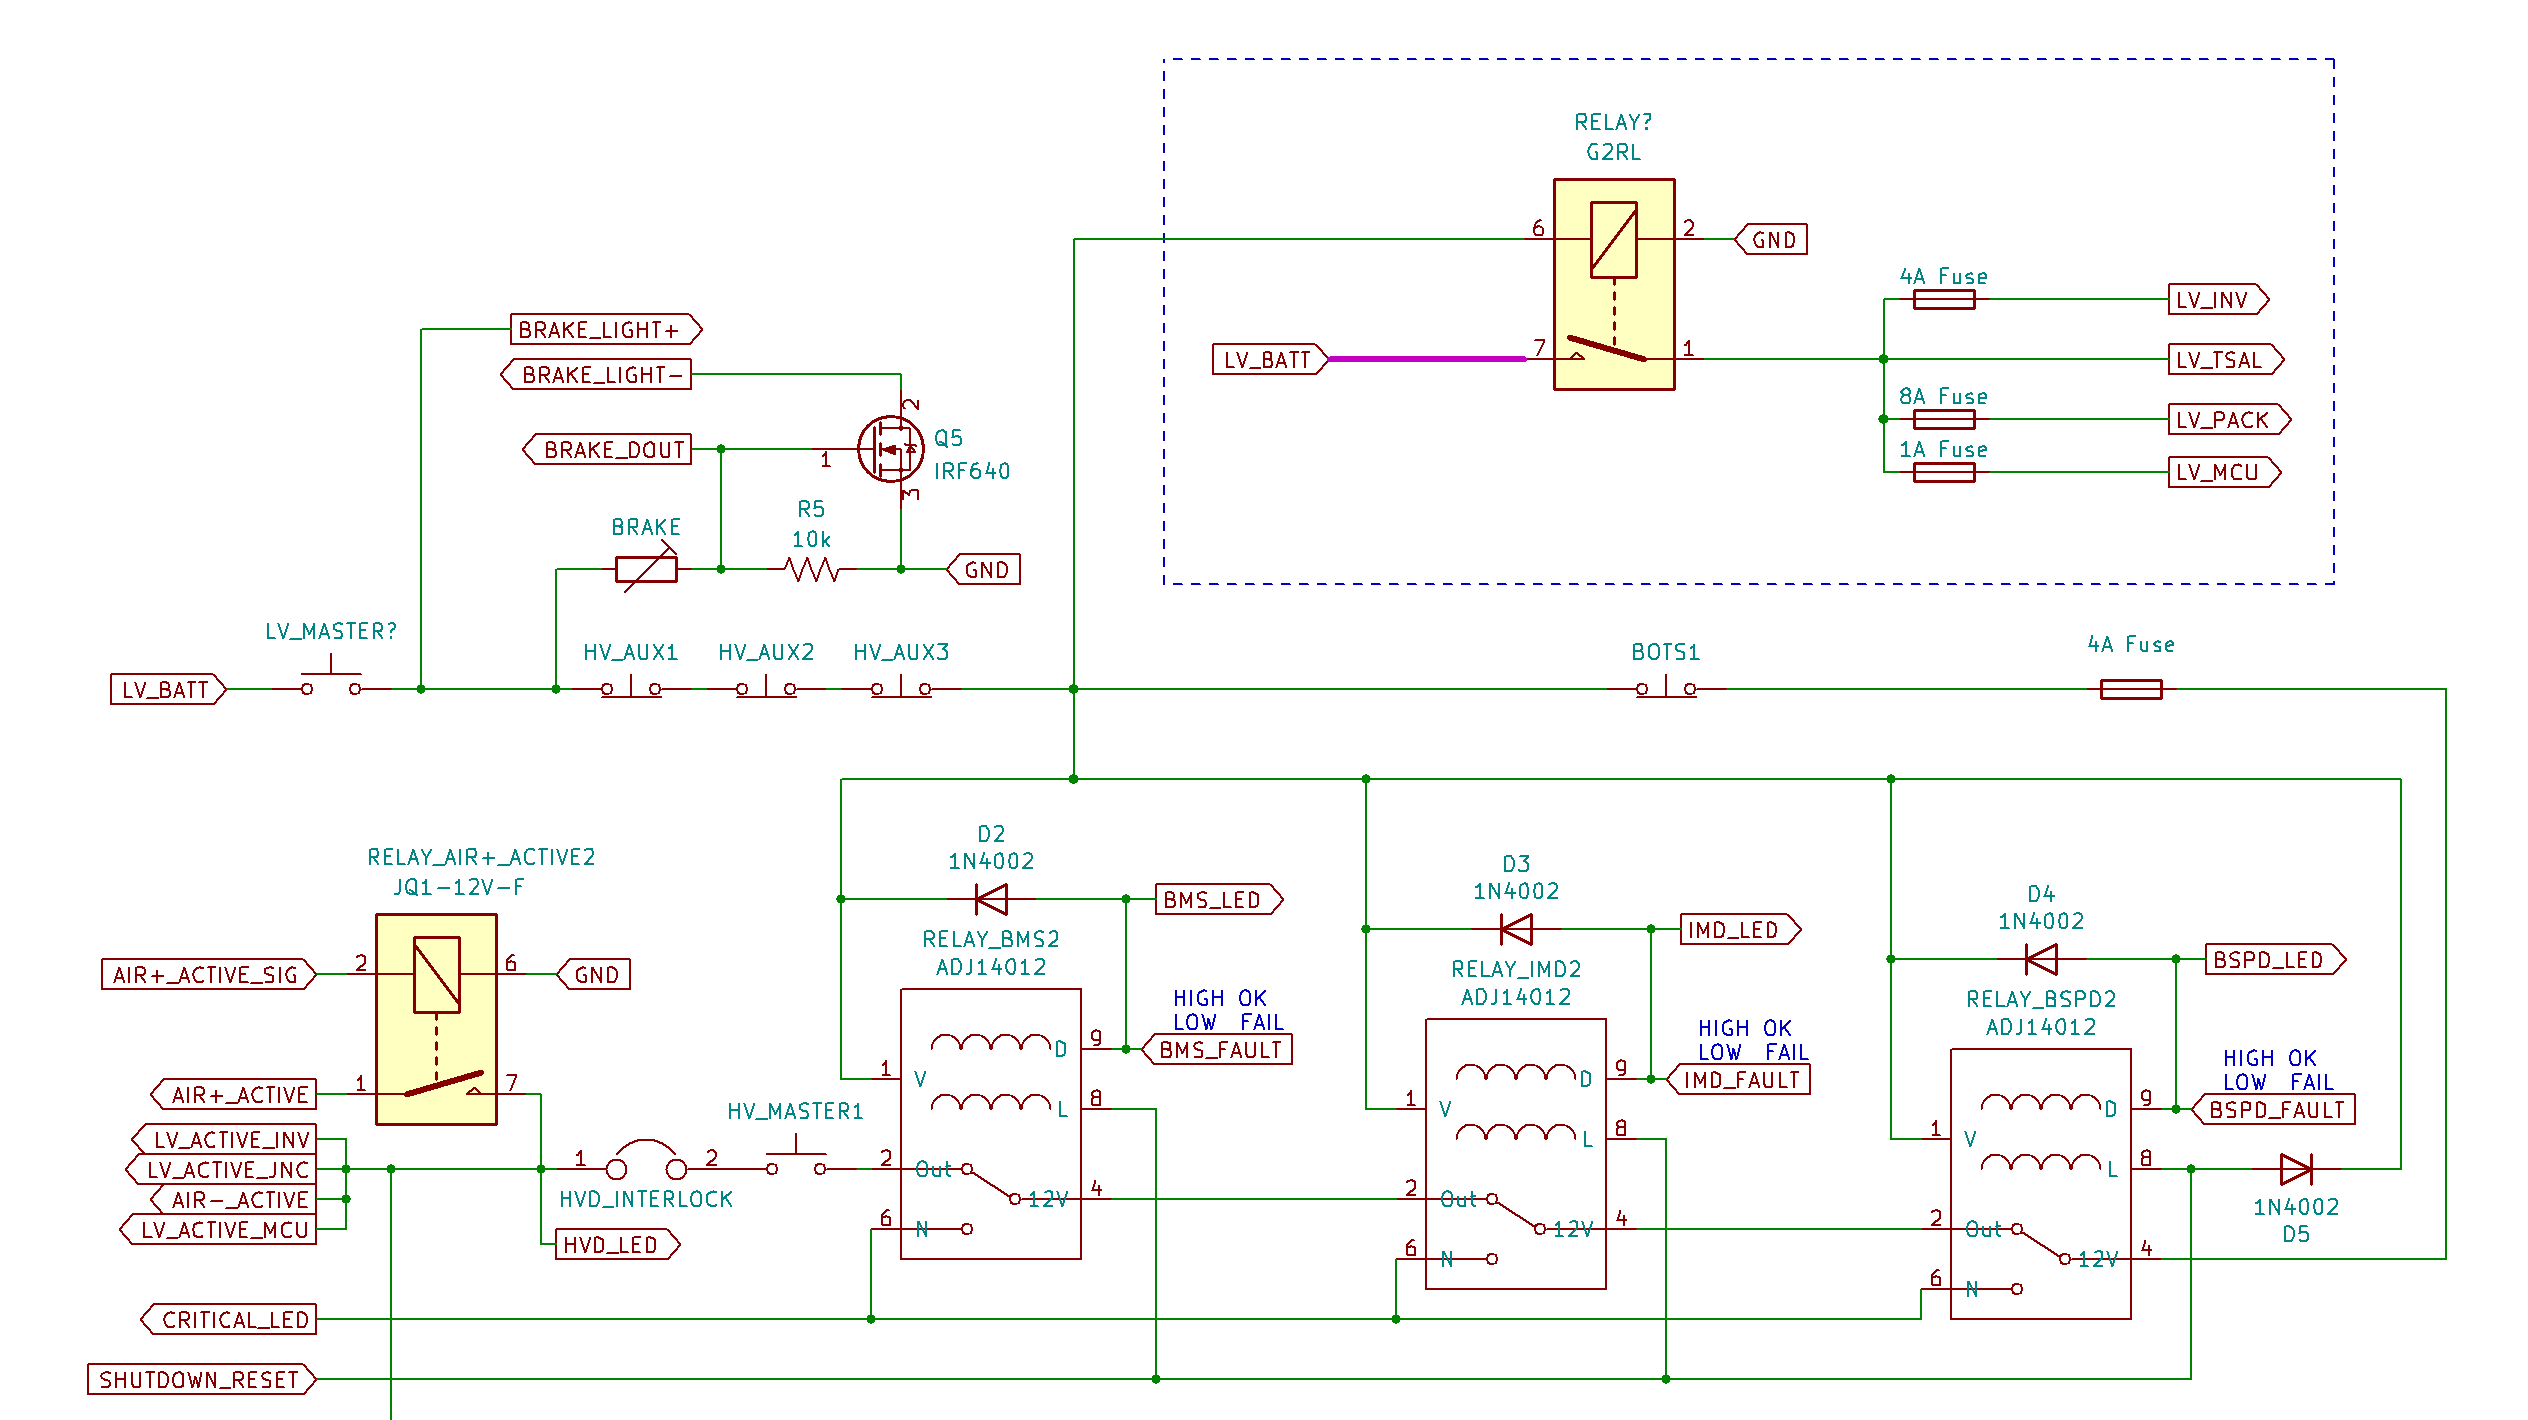 RELAY?
G2RL
6
2
GND
4A Fuse
LV_INV
BRAKE_LIGHT+
LV_BATT
7
1
LV_TSAL
BRAKE_LIGHT-
2
8A Fuse
LV_PACK
BRAKE_DOUT
1
Q5
IRF640
3
1A Fuse
LV_MCU
BRAKE
R5
10k
GND
LV_MASTER?
LV_BATT
HV_AUX1
HV_AUX2
HV_AUX3
BOTS1
4A Fuse
RELAY_AIR+_ACTIVE2
JQ1-12V-F
AIR+_ACTIVE_SIG
2
6
GND
AIR+_ACTIVE
1
7
LV_ACTIVE_INV
LV_ACTIVE_JNC
AIR-_ACTIVE
LV_ACTIVE_MCU
1
2
HVD_INTERLOCK
HV_MASTER1
HVD_LED
D2
1N4002
BMS_LED
RELAY_BMS2
ADJ14012
HIGH OK
LOW FAIL
9
D
BMS_FAULT
1
V
8
L
2
Out
4
12V
6
N
D3
1N4002
IMD_LED
RELAY_IMD2
ADJ14012
HIGH OK
LOW FAIL
9
D
IMD_FAULT
1
V
8
L
2
Out
4
12V
6
N
D4
1N4002
BSPD_LED
RELAY_BSPD2
ADJ14012
HIGH OK
LOW FAIL
9
D
BSPD_FAULT
1
V
8
L
1N4002
D5
2
Out
4
12V
6
N
CRITICAL_LED
SHUTDOWN_RESET